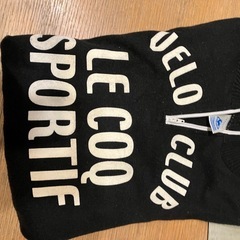 VELO CLUB
LE COQ
SPORTIF